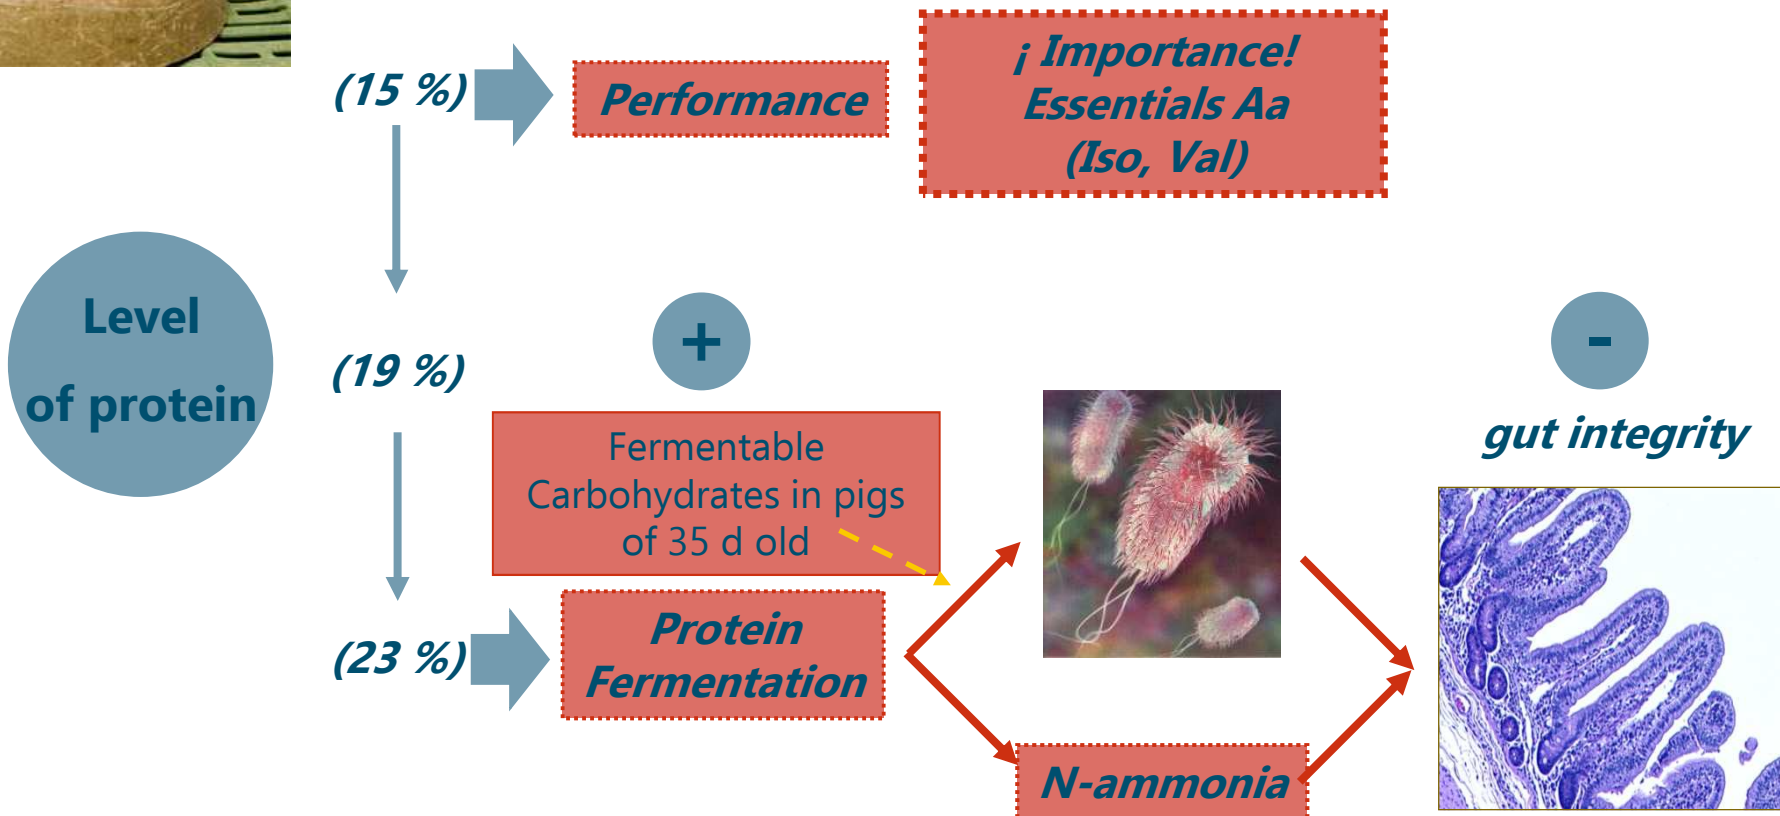 (15 %)
Performance
¡ Importance!
Essentials Aa
(Iso, Val)
Level
of protein
(19 %)
+
-
gut integrity
Fermentable
Carbohydrates in pigs
of 35 d old
(23 %)
Protein
Fermentation
N-ammonia